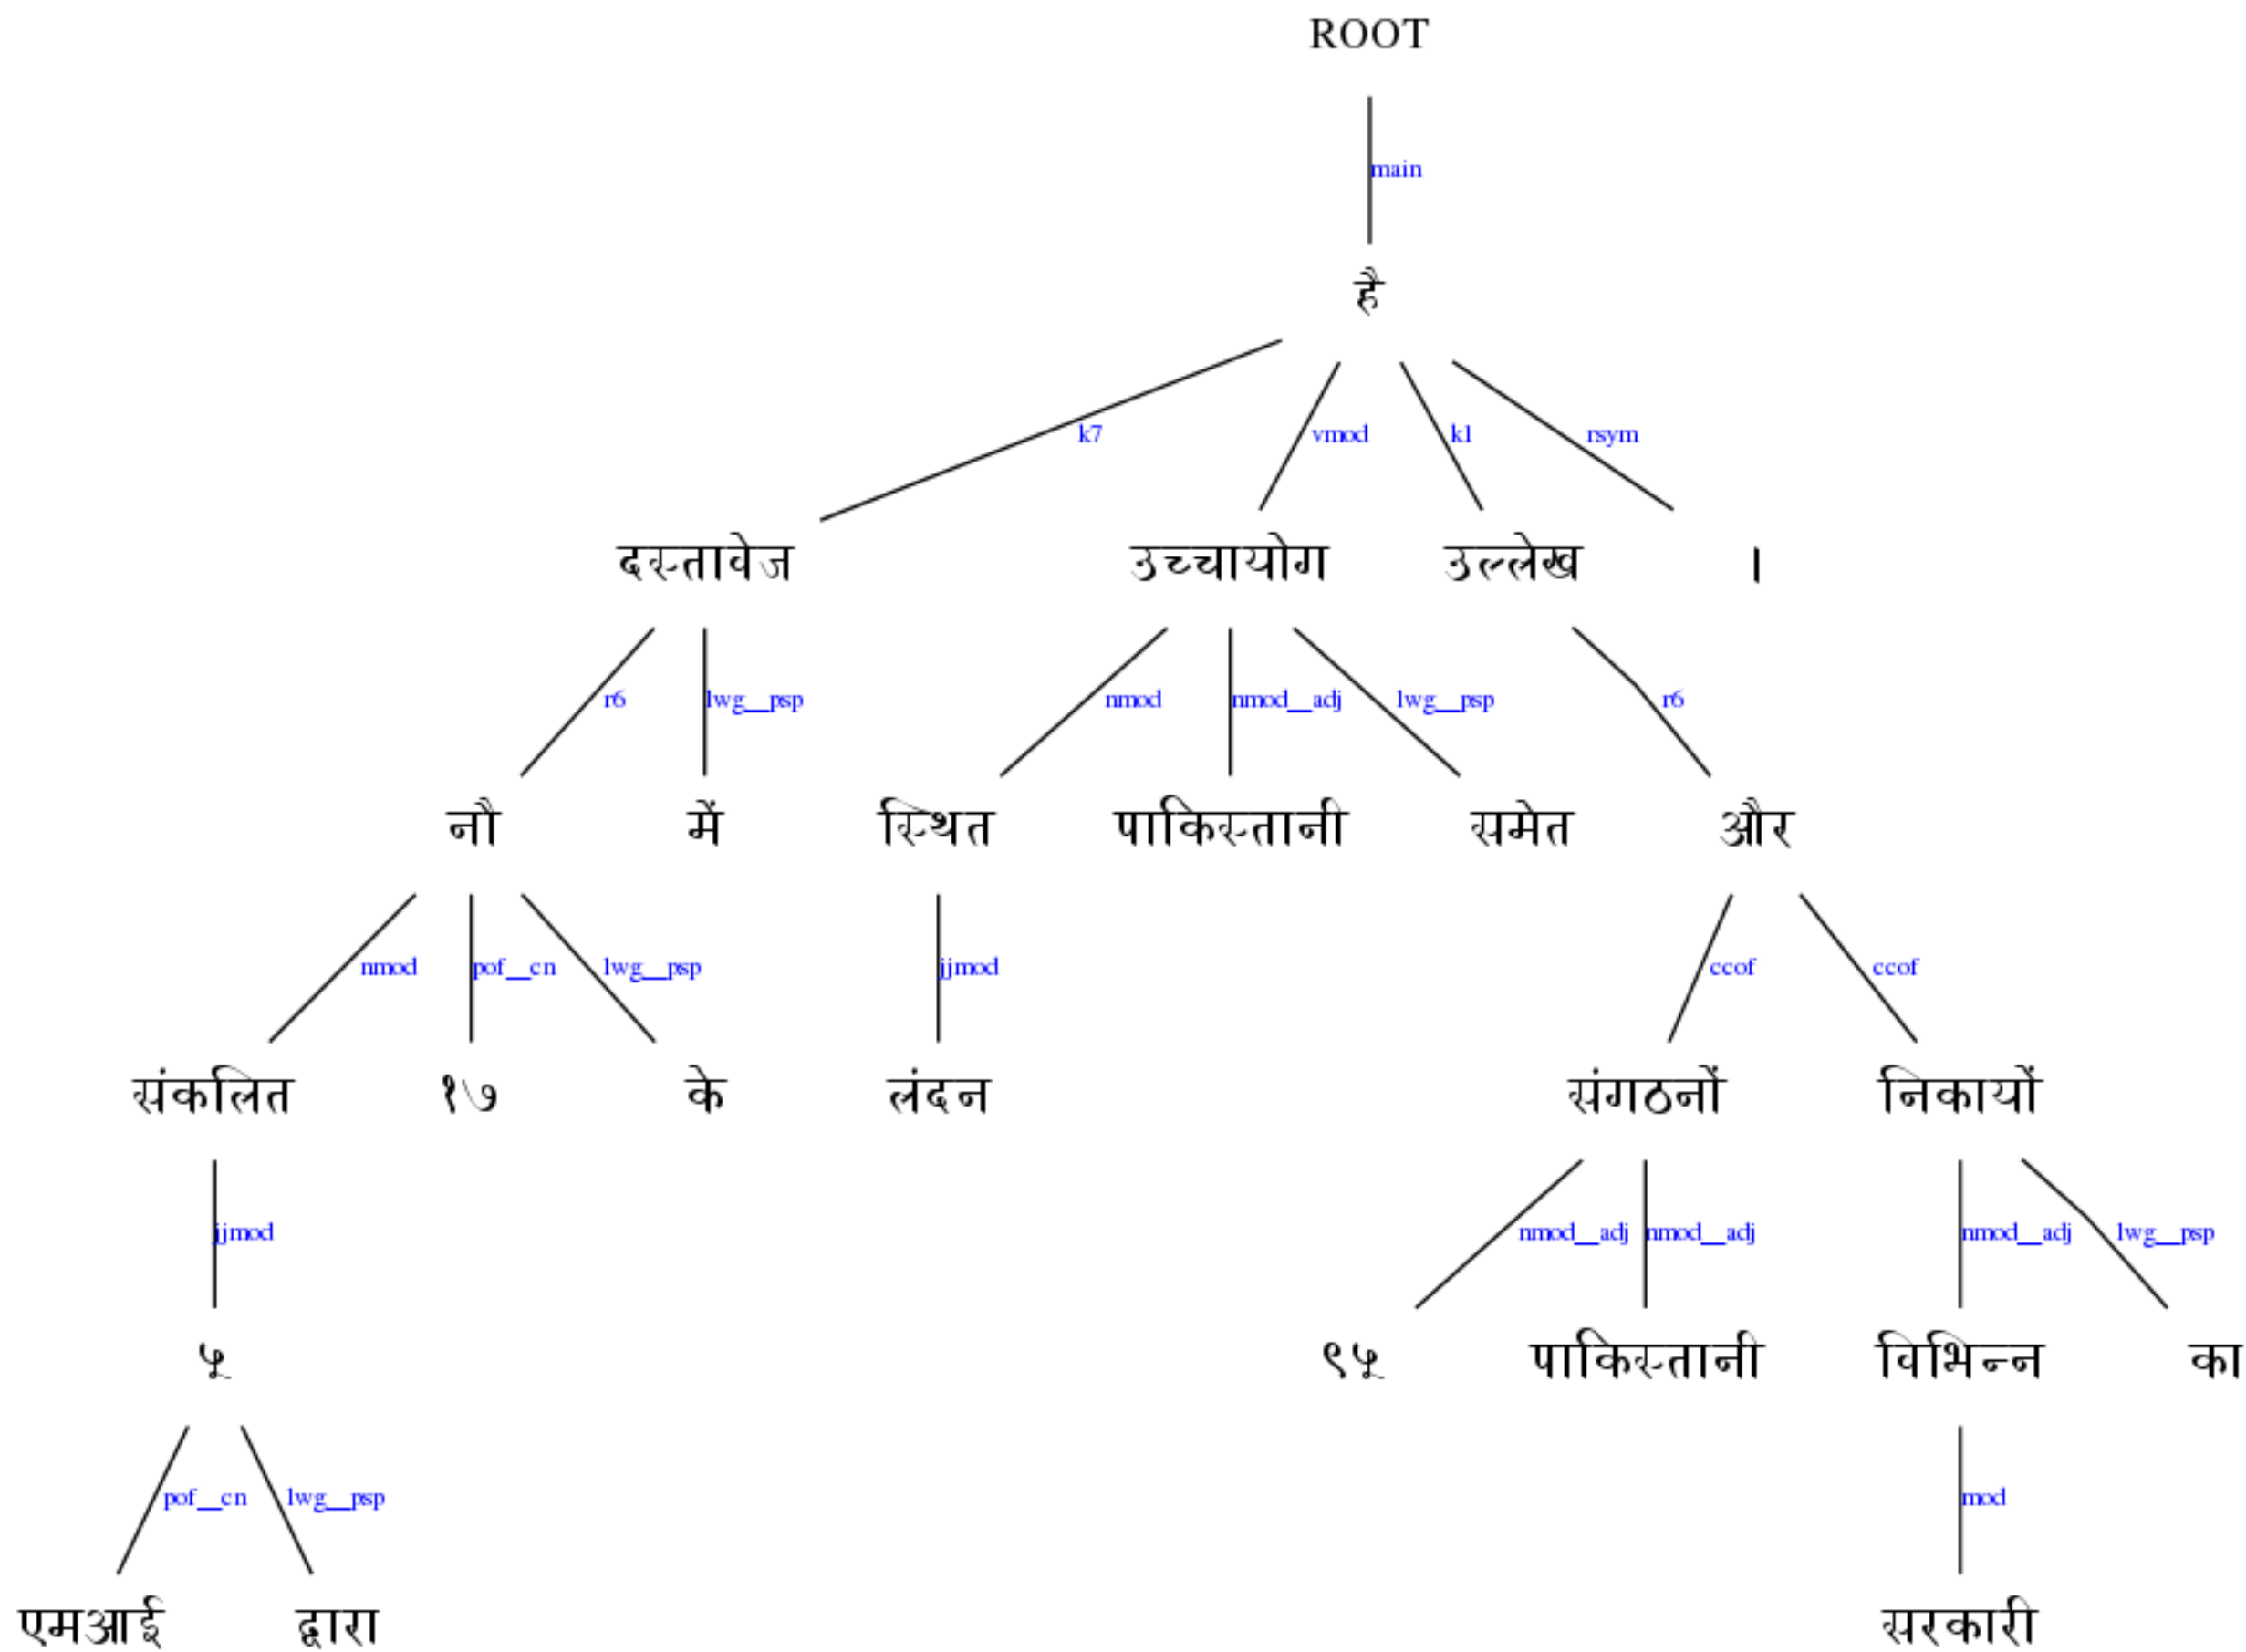 ROOT
main
है
k7 vmod k1 rsym
दस्तावेज उच्चायोग उल्लेख ।
r6 lwg__psp nmod nmod__adj lwg__psp r6
नौ में स्थित पाकिस्तानी समेत और
nmod pof__cn lwg__psp jjmod ccof ccof
संकलित १७ के लंदन संगठनों निकायों
jjmod nmod__adj nmod__adj nmod__adj lwg__psp
५ ९५ पाकिस्तानी विभिन्न का
pof__cn lwg__psp mod
एमआई द्वारा सरकारी